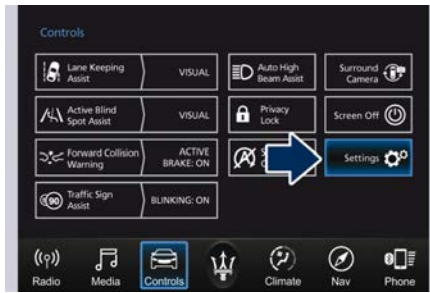 Controls
Lane Keeping
Assist
VISUAL
Auto High
Beam Assist
Surround
Camera
Active Blind
Spot Assist
VISUAL
Privacy
Lock
Screen Off
Forward Collision
Warning
ACTIVE
BRAKE: ON
Settings
90
Traffic Sign
Assist
BLINKING: ON
Radio
Media
Controls
Climate
Nav
Phone